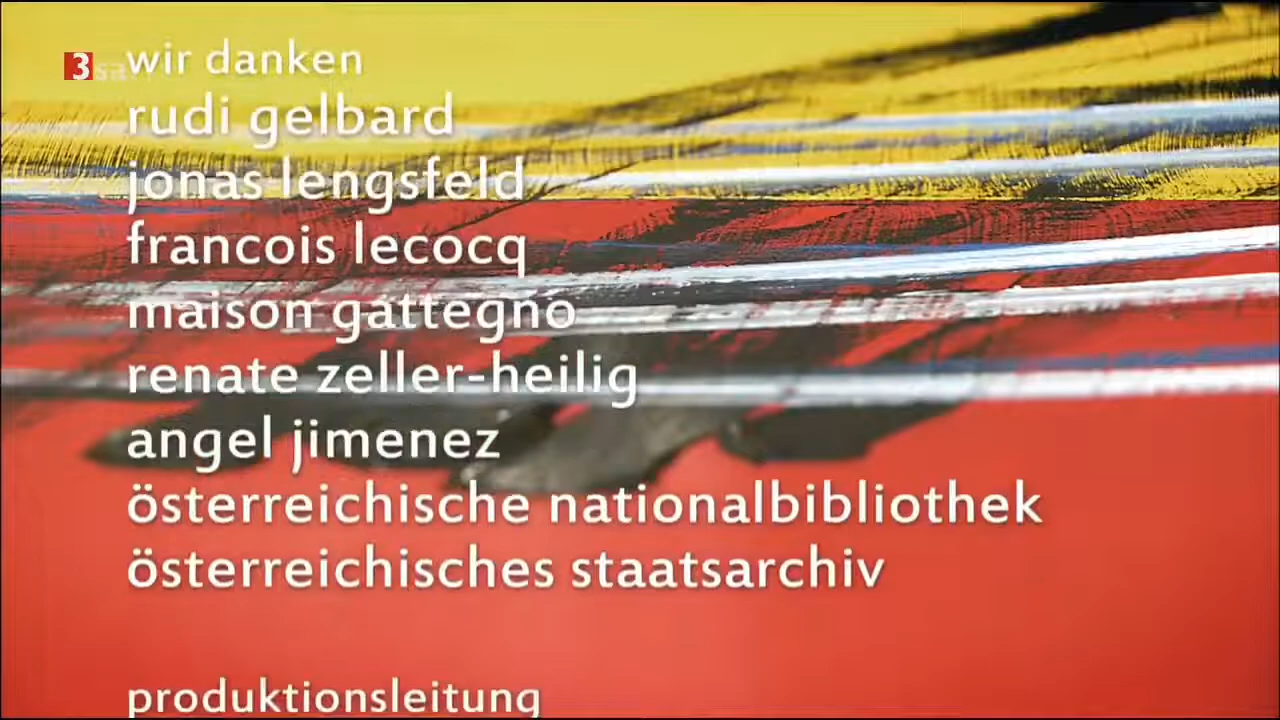 3sat
wir danken
rudi gelbard
jonas lengsfeld
francois lecocq
maison gattegno
renate zeller-heilig
angel jimenez
österreichische nationalbibliothek
österreichisches staatsarchiv
produktionsleitung